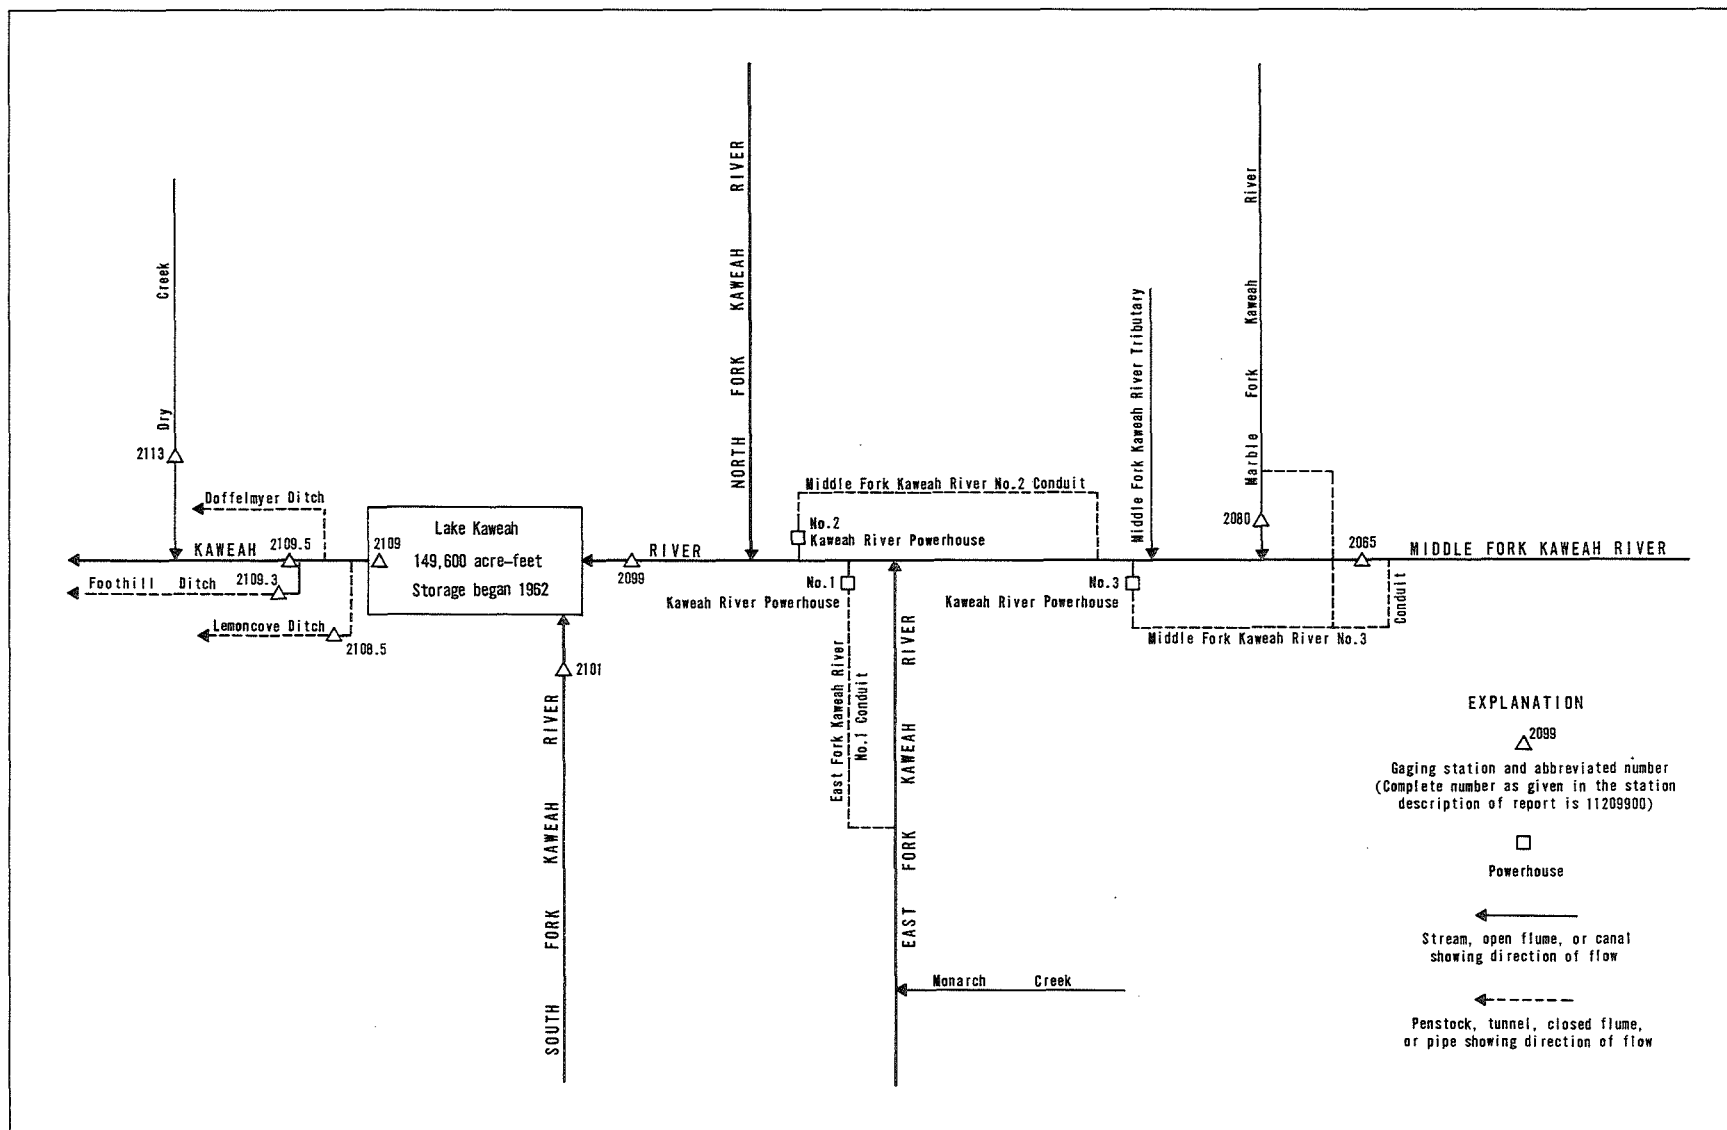 NORTH FORK KAWEAH RIVER
Marble Fork Kaweah River
Middle Fork Kaweah River Tributary
Dry Creek
2113
Doffelmyer Ditch
KAWEAH
2109.5
2109
Foothill Ditch
2109.3
Lemoncove Ditch
2108.5
Lake Kaweah
149,600 acre-feet
Storage began 1962
RIVER
2099
2101
SOUTH FORK KAWEAH RIVER
Middle Fork Kaweah River No.2 Conduit
No.2
Kaweah River Powerhouse
No.1
Kaweah River Powerhouse
East Fork Kaweah River
No.1 Conduit
EAST FORK KAWEAH RIVER
Monarch Creek
No.3
Kaweah River Powerhouse
2080
2065
MIDDLE FORK KAWEAH RIVER
Middle Fork Kaweah River No.3
Conduit
EXPLANATION
2099
Gaging station and abbreviated number
(Complete number as given in the station
description of report is 11209900)
Powerhouse
Stream, open flume, or canal
showing direction of flow
Penstock, tunnel, closed flume,
or pipe showing direction of flow